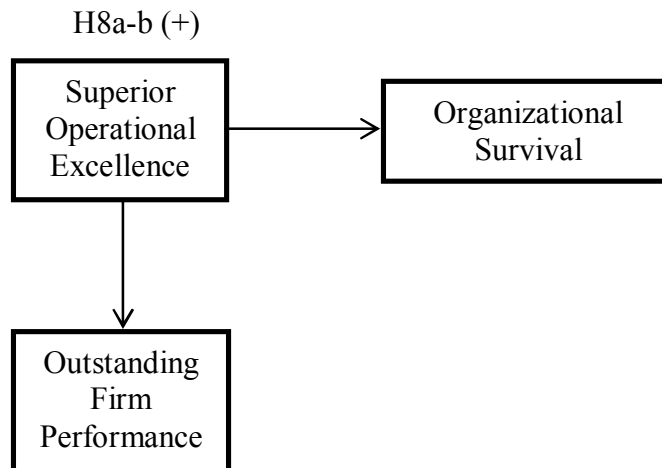 H8a-b (+)
Superior
Operational
Excellence
Organizational
Survival
Outstanding
Firm
Performance